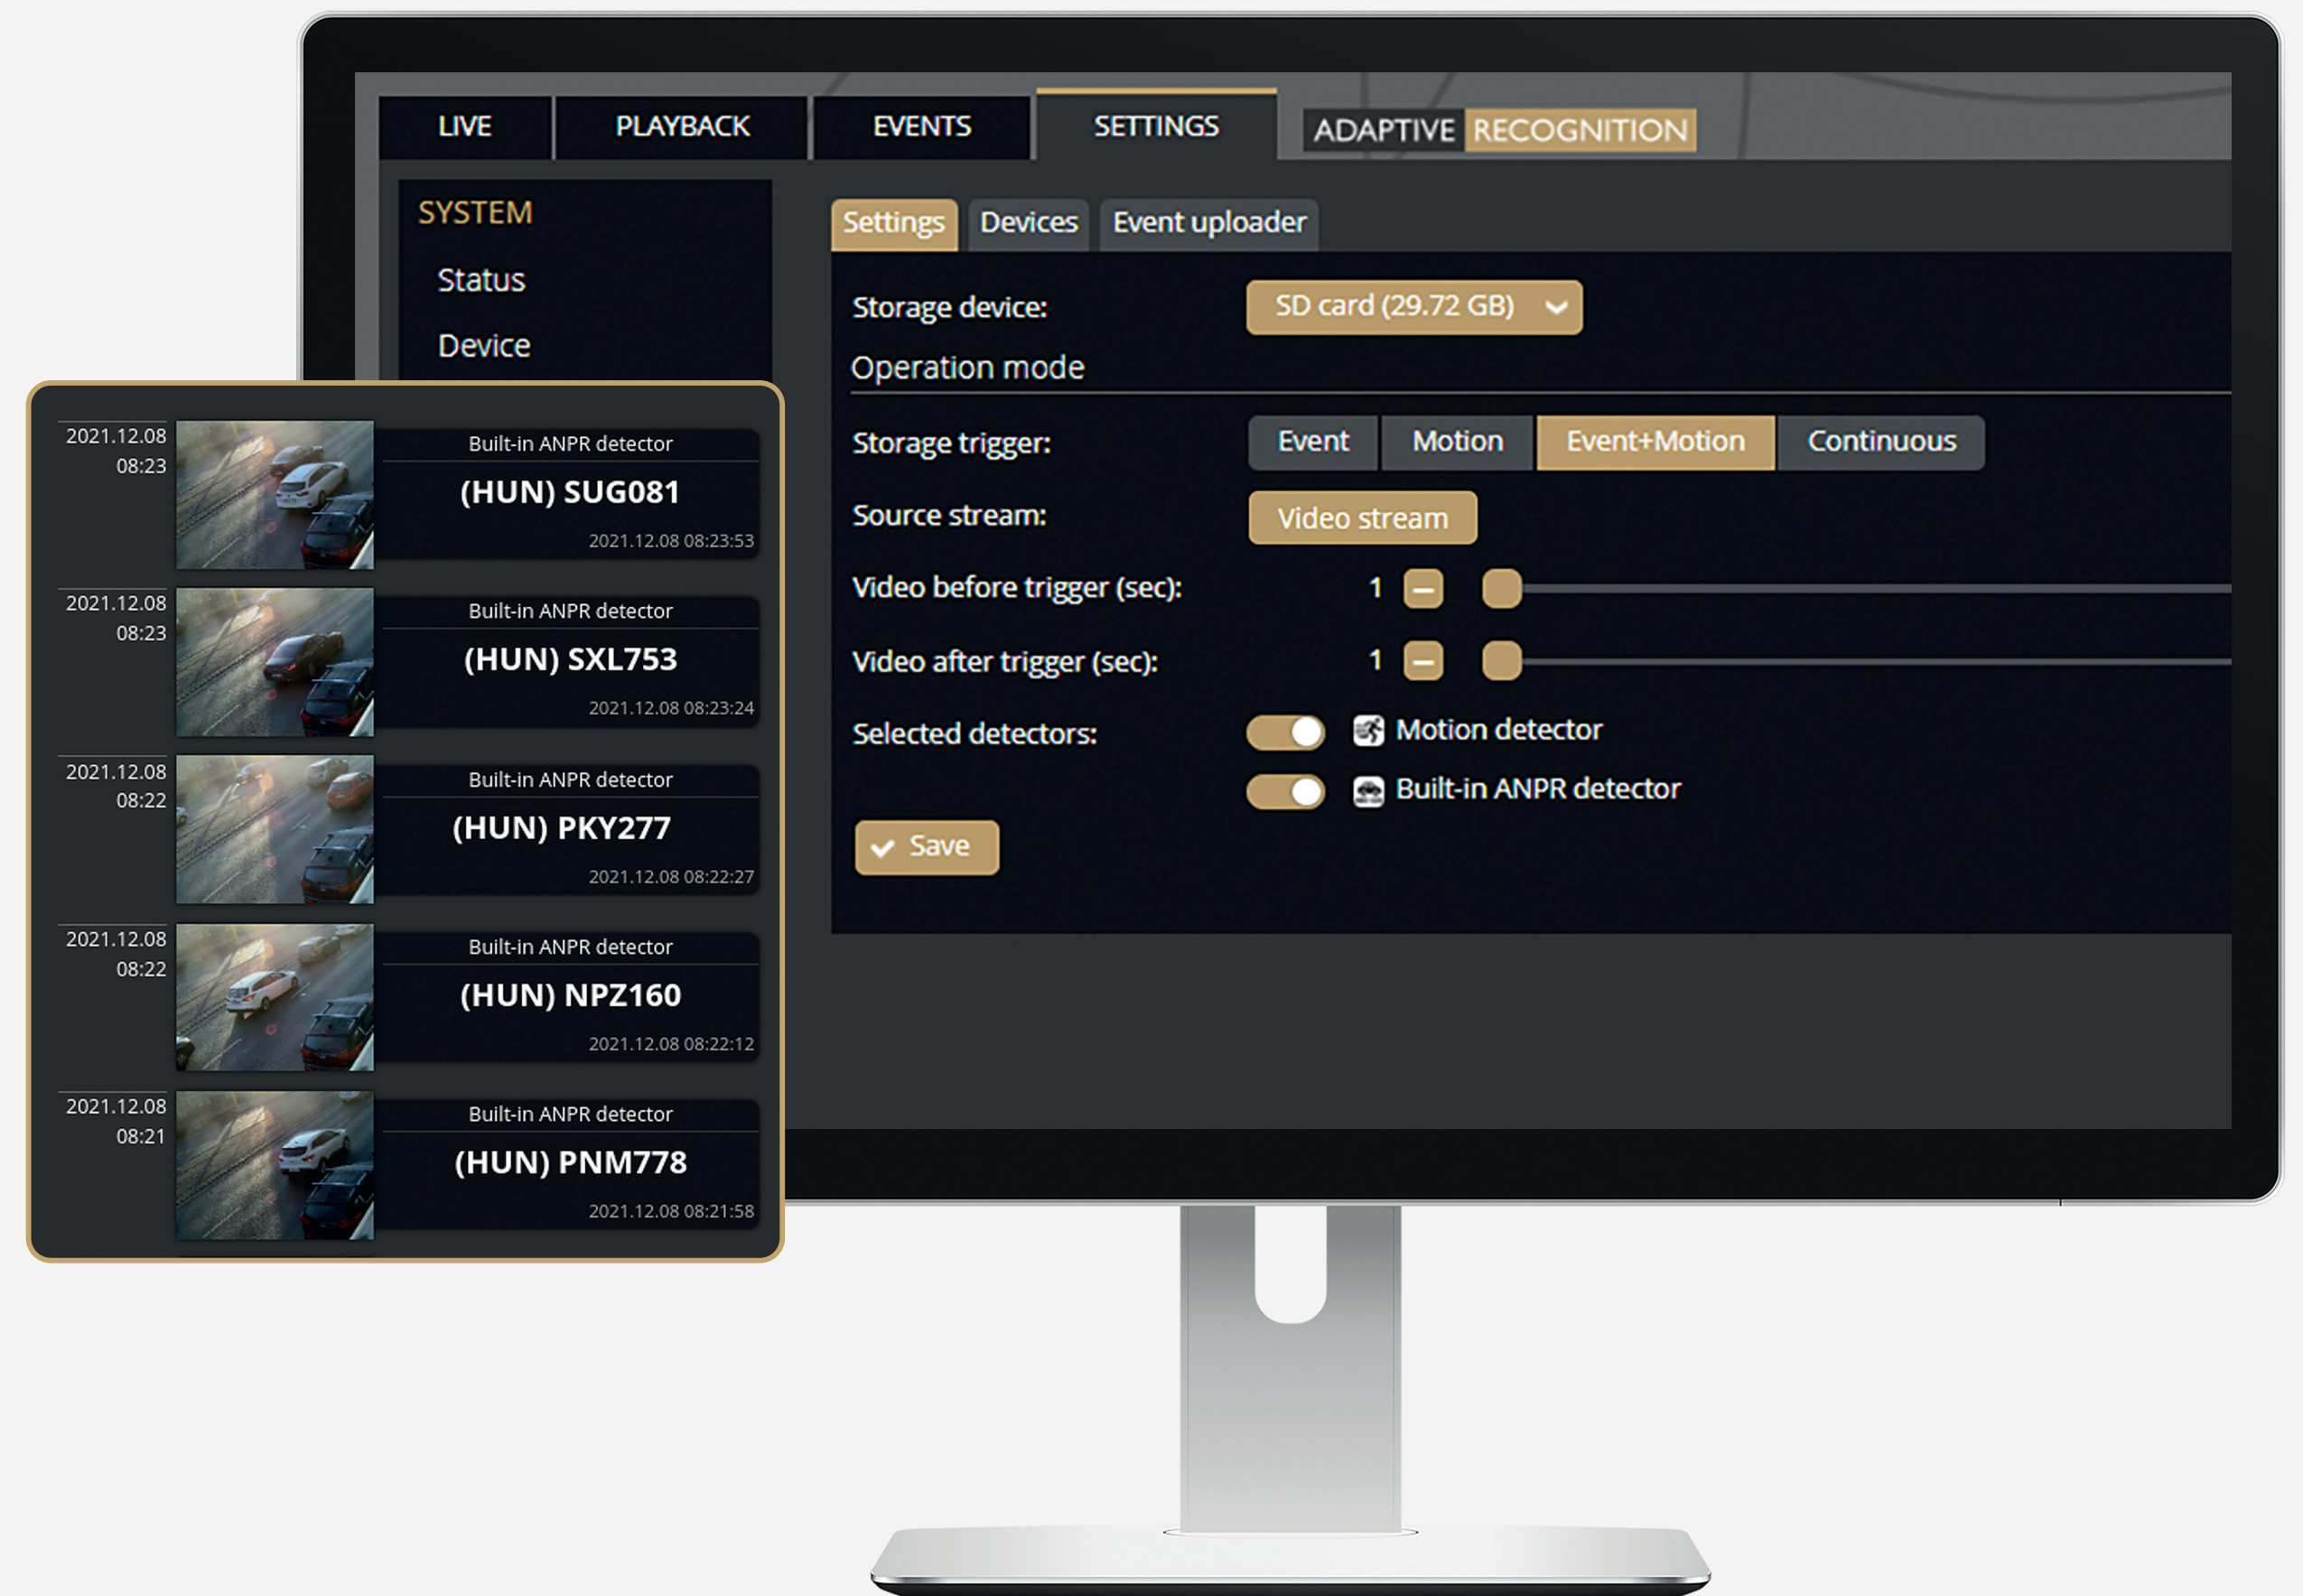 LIVE
PLAYBACK
EVENTS
SETTINGS
ADAPTIVE RECOGNITION
SYSTEM
Status
Device
Settings
Devices
Event uploader
Storage device:
SD card (29.72 GB)
Operation mode
Storage trigger:
Event
Motion
Event+Motion
Continuous
Source stream:
Video stream
Video before trigger (sec):
1
Video after trigger (sec):
1
Selected detectors:
Motion detector
Built-in ANPR detector
Save
2021.12.08
08:23
Built-in ANPR detector
(HUN) SUG081
2021.12.08 08:23:53
2021.12.08
08:23
Built-in ANPR detector
(HUN) SXL753
2021.12.08 08:23:24
2021.12.08
08:22
Built-in ANPR detector
(HUN) PKY277
2021.12.08 08:22:27
2021.12.08
08:22
Built-in ANPR detector
(HUN) NPZ160
2021.12.08 08:22:12
2021.12.08
08:21
Built-in ANPR detector
(HUN) PNM778
2021.12.08 08:21:58